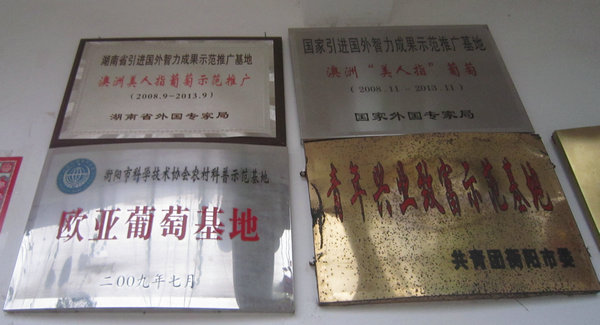 湖南省引进国外智力成果示范推广基地
澳洲美人指葡萄示范推广
(2008.9-2013.9)
湖南省外国专家局
国家引进国外智力成果示范推广基地
澳洲“美人指”葡萄
(2008.11-2013.11)
国家外国专家局
衡阳市科学技术协会农村科普示范基地
欧亚葡萄基地
二00九年七月
青年兴业致富示范基地
共青团衡阳市委